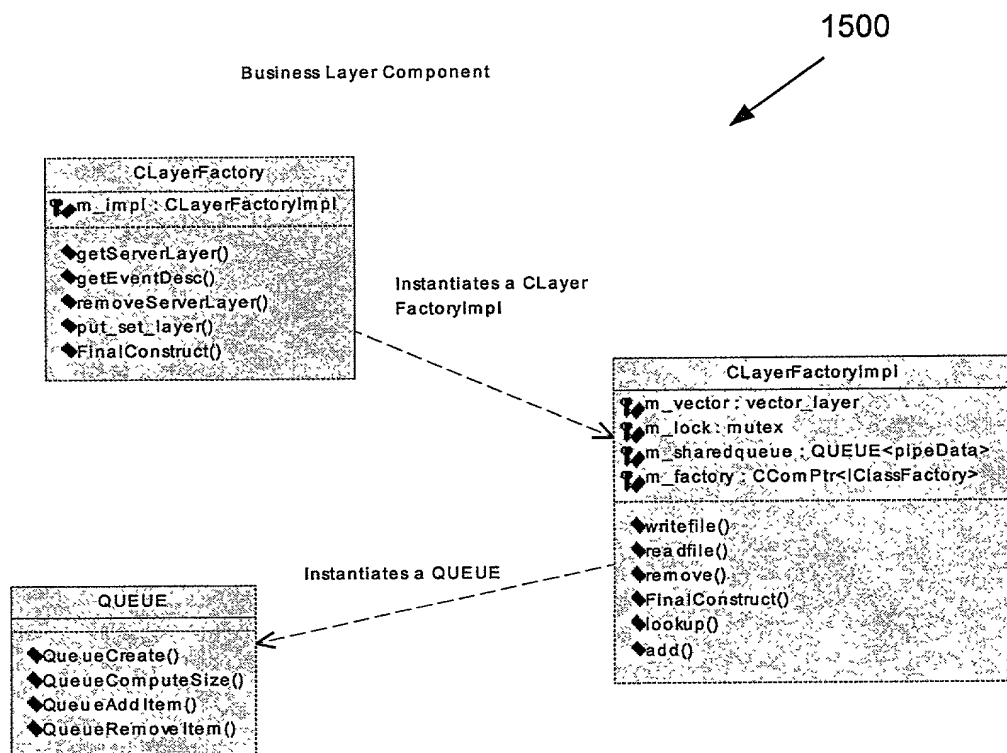 1500
Business Layer Component
CLayerFactory
m_impl : CLayerFactoryImpl
getServerLayer()
getEventDesc()
removeServerLayer()
put_set_layer()
FinalConstruct()
Instantiates a CLayer
FactoryImpl
CLayerFactoryImpl
m_vector : vector_layer
m_lock : mutex
m_sharedqueue : QUEUE<pipeData>
m_factory : CComPtr<IClassFactory>
writefile()
readfile()
remove()
FinalConstruct()
lookup()
add()
Instantiates a QUEUE
QUEUE
QueueCreate()
QueueComputeSize()
QueueAddItem()
QueueRemoveItem()